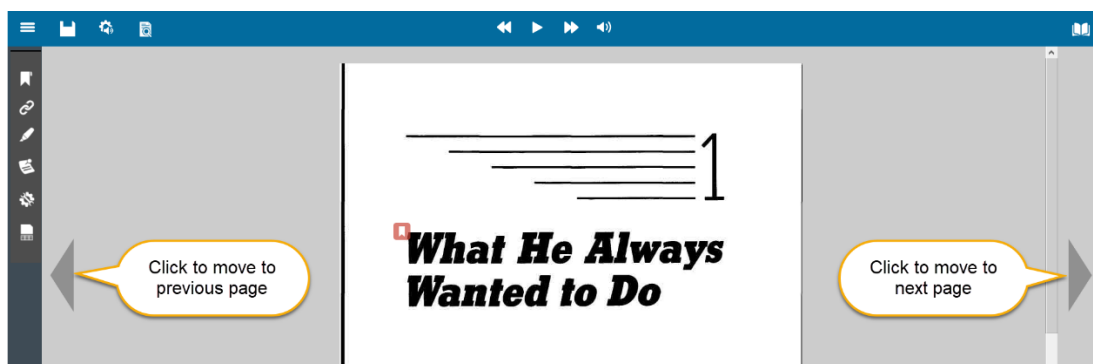 1
What He Always
Wanted to Do
Click to move to
previous page
Click to move to
next page